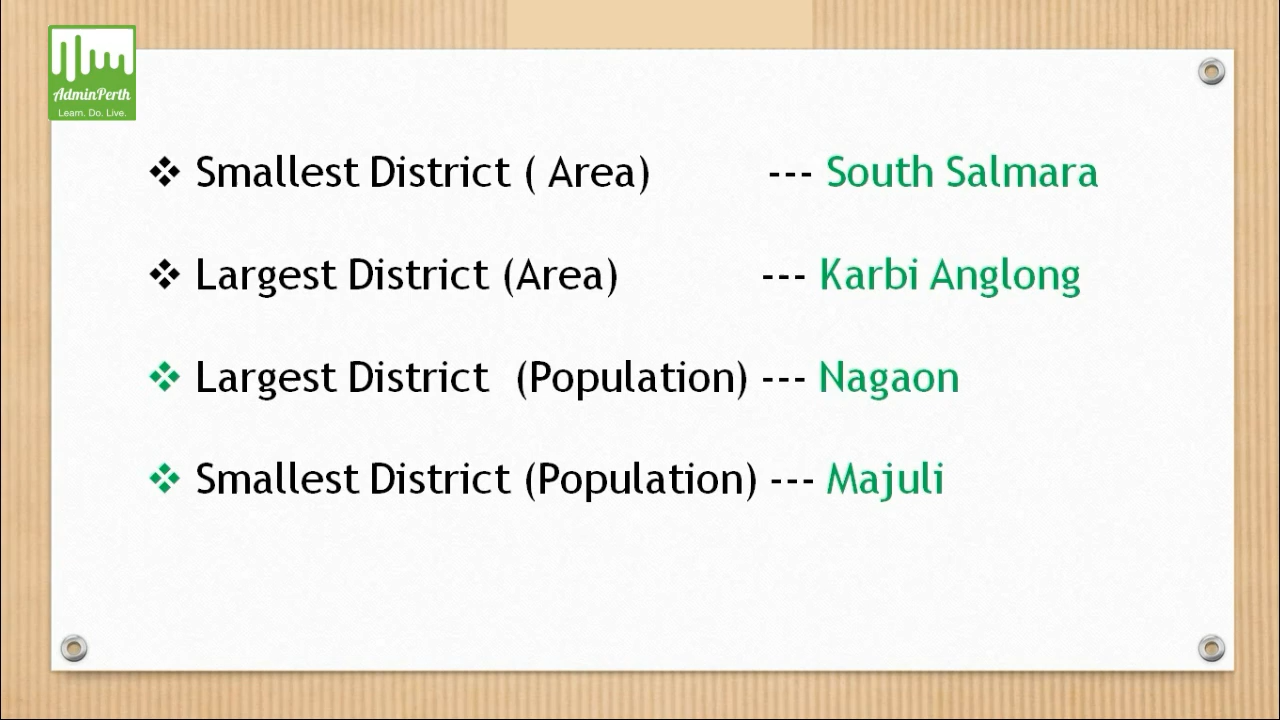 AdminPerth
Learn. Do. Live.
❖ Smallest District ( Area) --- South Salmara
❖ Largest District (Area) --- Karbi Anglong
❖ Largest District (Population) --- Nagaon
❖ Smallest District (Population) --- Majuli